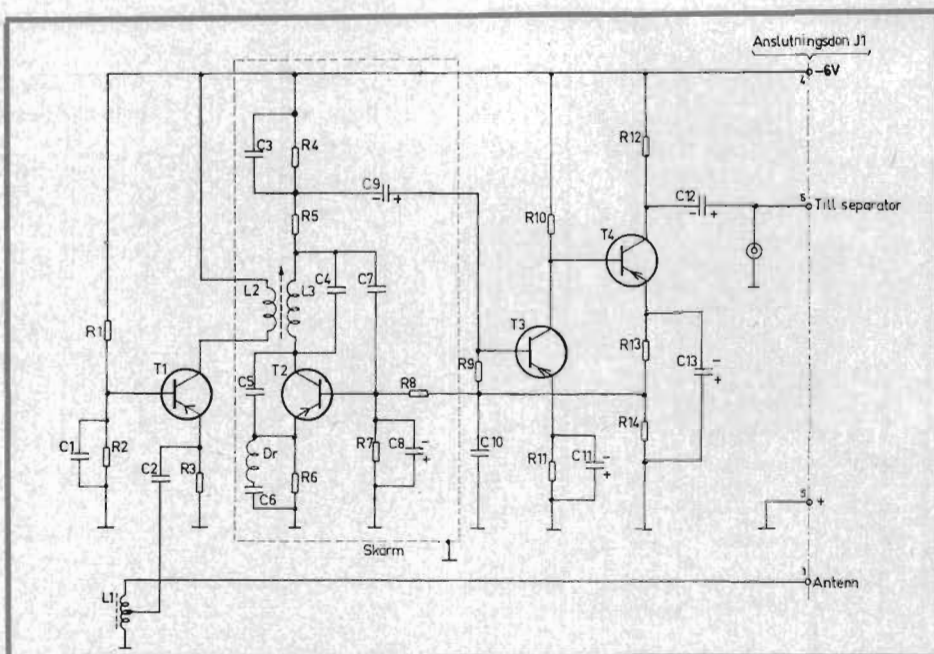 Anslutningsdon J1
-6V
4
C3
R4
R12
C9
- +
R5
R10
C12
- +
5
Till separator
T4
C4
C7
L2
L3
R1
T3
R13
C13
-
+
T1
C5
T2
R9
R8
C1
R2
C2
R3
Dr
C6
R6
R7
C8
-
+
C10
R11
C11
-
+
R14
+
Skärm
L1
Antenn